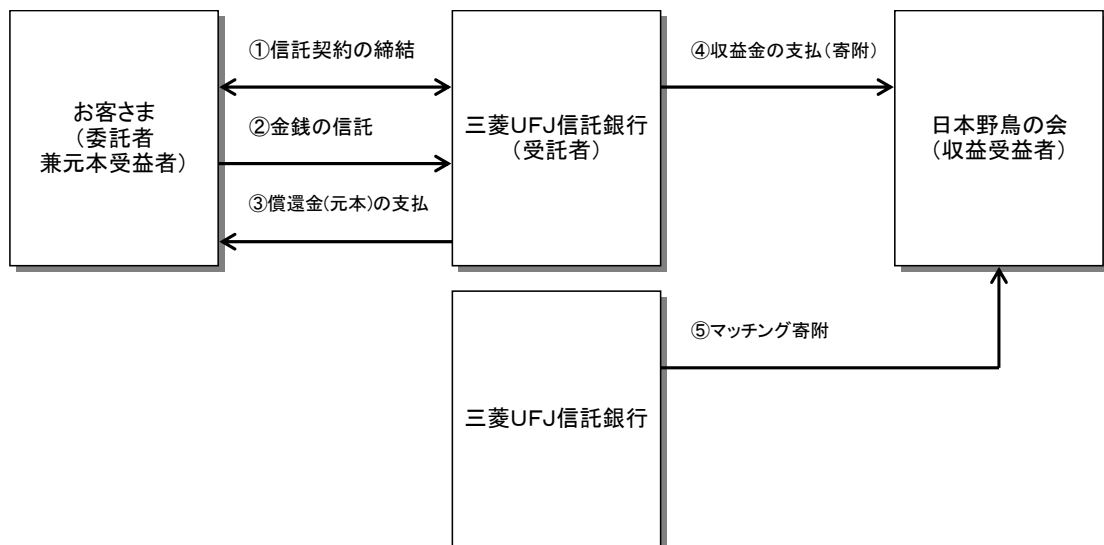 ①信託契約の締結
④収益金の支払(寄附)
お客さま
(委託者
兼元本受益者)
②金銭の信託
三菱UFJ信託銀行
(受託者)
日本野鳥の会
(収益受益者)
③償還金(元本)の支払
⑤マッチング寄附
三菱UFJ信託銀行